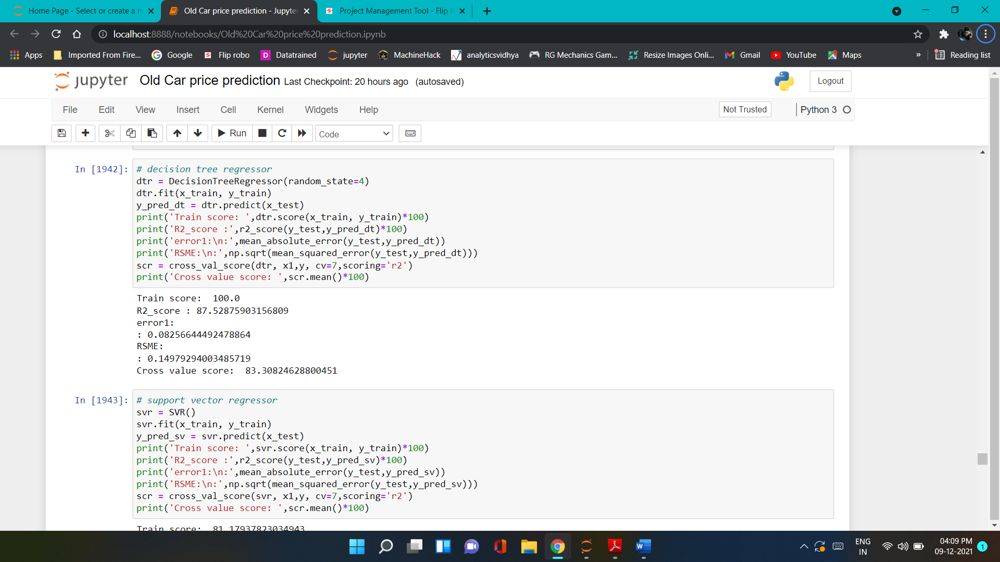 Home Page - Select or create a n
Old Car price prediction - Jupyte
Project Management Tool - Flip R
localhost:8888/notebooks/Old%20Car%20price%20prediction.ipynb
Apps
Imported From Fire...
Google
Flip robo
D
Datatrained
jupyter
MachineHack
analyticsvidhya
RG Mechanics Gam...
Resize Images Onli...
Gmail
YouTube
Maps
»
Reading list
jupyter
Old Car price prediction Last Checkpoint: 20 hours ago (autosaved)
Logout
File
Edit
View
Insert
Cell
Kernel
Widgets
Help
Not Trusted
Python 3
Run
Code
In [1942]:
# decision tree regressor
dtr = DecisionTreeRegressor(random_state=4)
dtr.fit(x_train, y_train)
y_pred_dt = dtr.predict(x_test)
print('Train score: ',dtr.score(x_train, y_train)*100)
print('R2_score :',r2_score(y_test,y_pred_dt)*100)
print('error1:\n:',mean_absolute_error(y_test,y_pred_dt))
print('RSME:\n:',np.sqrt(mean_squared_error(y_test,y_pred_dt)))
scr = cross_val_score(dtr, x1,y, cv=7,scoring='r2')
print('Cross value score: ',scr.mean()*100)
Train score:  100.0
R2_score : 87.52875903156809
error1:
: 0.08256644492478864
RSME:
: 0.14979294003485719
Cross value score:  83.30824628800451
In [1943]:
# support vector regressor
svr = SVR()
svr.fit(x_train, y_train)
y_pred_sv = svr.predict(x_test)
print('Train score: ',svr.score(x_train, y_train)*100)
print('R2_score :',r2_score(y_test,y_pred_sv)*100)
print('error1:\n:',mean_absolute_error(y_test,y_pred_sv))
print('RSME:\n:',np.sqrt(mean_squared_error(y_test,y_pred_sv)))
scr = cross_val_score(svr, x1,y, cv=7,scoring='r2')
print('Cross value score: ',scr.mean()*100)
Train score:  81.17937823034943
W
ENG
IN
04:09 PM
09-12-2021
1